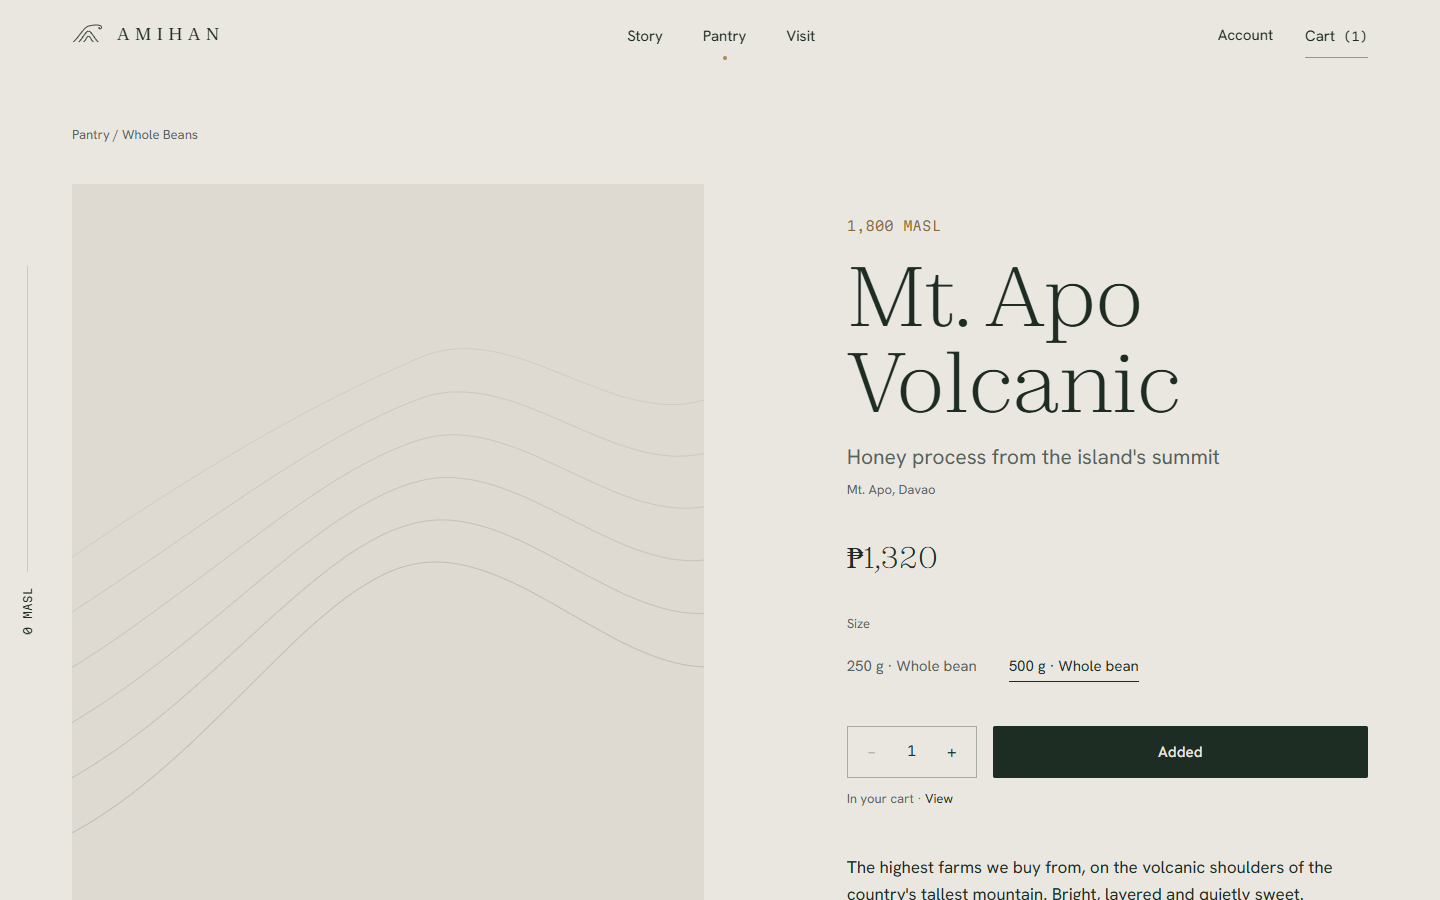 AMIHAN
Story
Pantry
Visit
Account
Cart (1)
Pantry / Whole Beans
0 MASL
1,800 MASL
Mt. Apo
Volcanic
Honey process from the island's summit
Mt. Apo, Davao
₱1,320
Size
250 g · Whole bean
500 g · Whole bean
− 1 +
Added
In your cart · View
The highest farms we buy from, on the volcanic shoulders of the
country's tallest mountain. Bright, layered and quietly sweet.